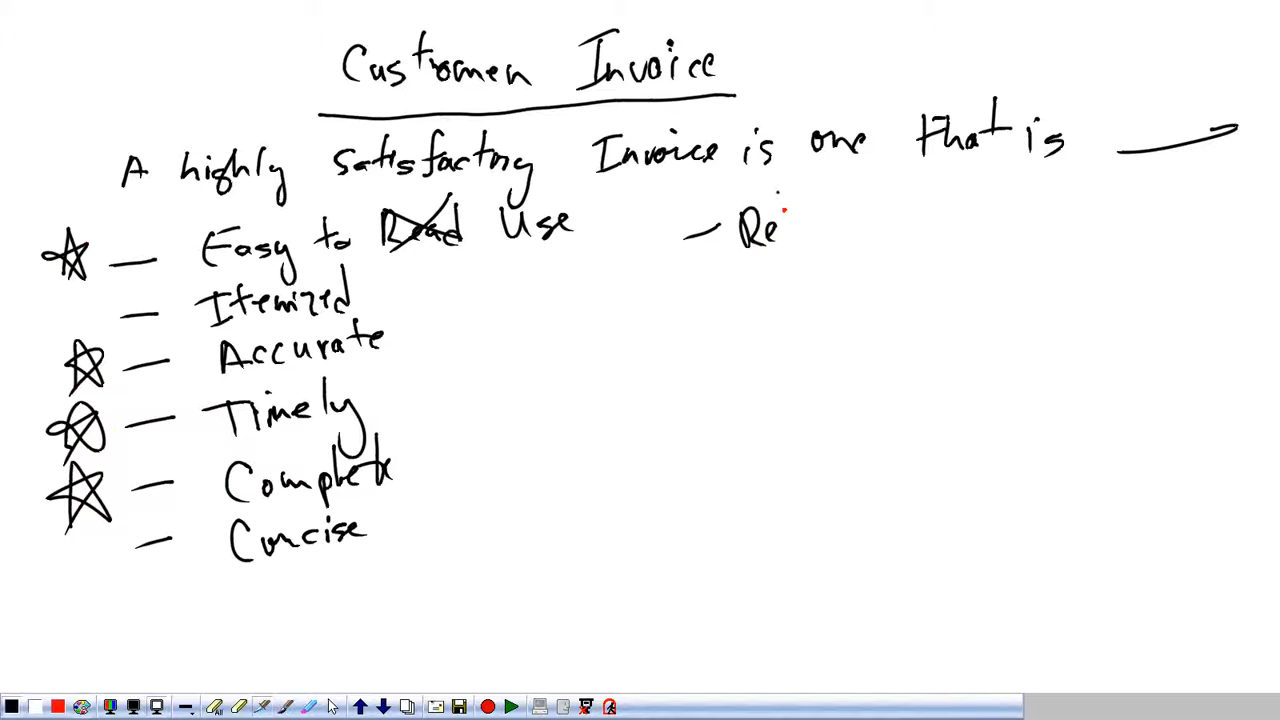 Customer Invoice
A highly satisfactory Invoice is one that is
— Easy to Read Use — Re
— Itemized
— Accurate
— Timely
— Complete
— Concise